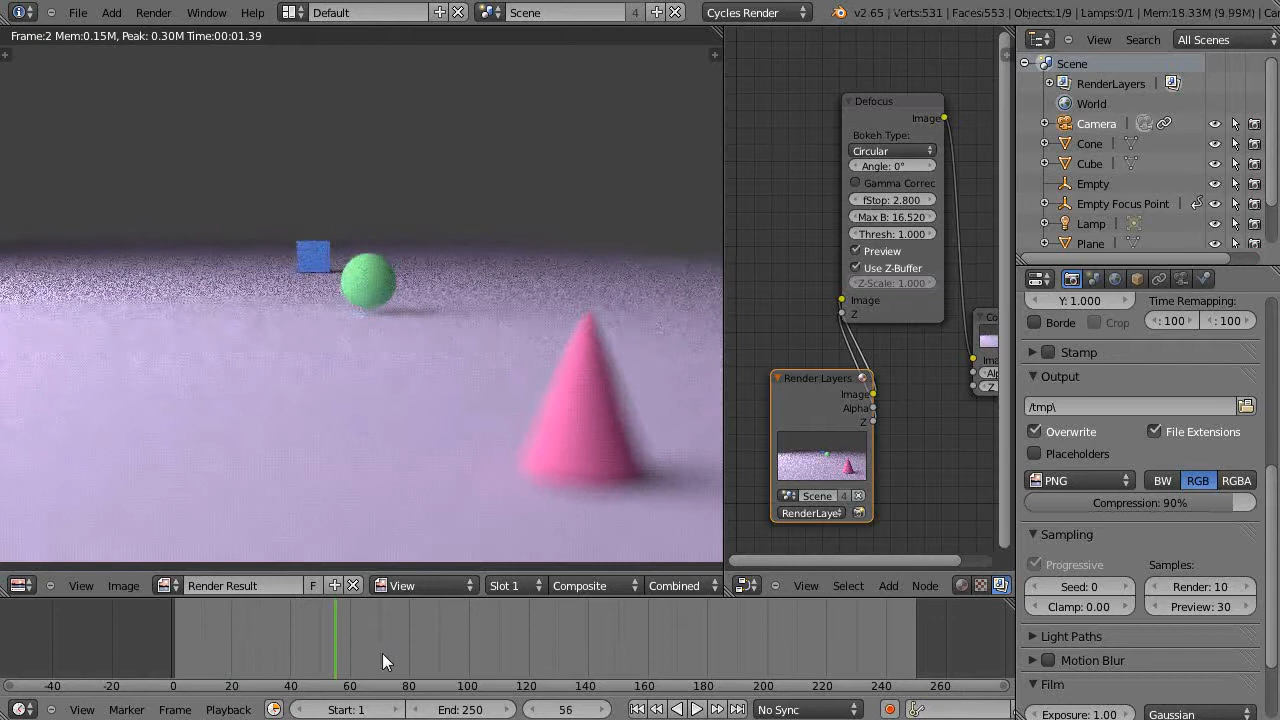 File Add Render Window Help Default Scene 4 Cycles Render v2.65 | Verts:531 | Faces:553 | Objects:1/9 | Lamps:0/1 | Mem:19.33M (9.99M) |
Frame:2 Mem:0.15M, Peak: 0.30M Time:00:01.39
View Search All Scenes
Scene
RenderLayers
World
Camera
Cone
Cube
Empty
Empty Focus Point
Lamp
Plane
Defocus
Image
Bokeh Type:
Circular
Angle: 0°
Gamma Correc
fStop: 2.800
Max B: 16.520
Thresh: 1.000
Preview
Use Z-Buffer
Z-Scale: 1.000
Image
Z
Co
Ima
Alp
Z
Render Layers
Image
Alpha
Z
Scene 4
RenderLaye
Y: 1.000 Time Remapping:
Borde Crop : 100 : 100
Stamp
Output
/tmp\
Overwrite File Extensions
Placeholders
PNG BW RGB RGBA
Compression: 90%
Sampling
Progressive Samples:
Seed: 0 Render: 10
Clamp: 0.00 Preview: 30
Light Paths
Motion Blur
Film
Exposure: 1.00 Gaussian
View Image Render Result F View Slot 1 Composite Combined
View Select Add Node
-40 -20 0 20 40 60 80 100 120 140 160 180 200 220 240 260
View Marker Frame Playback Start: 1 End: 250 56 No Sync